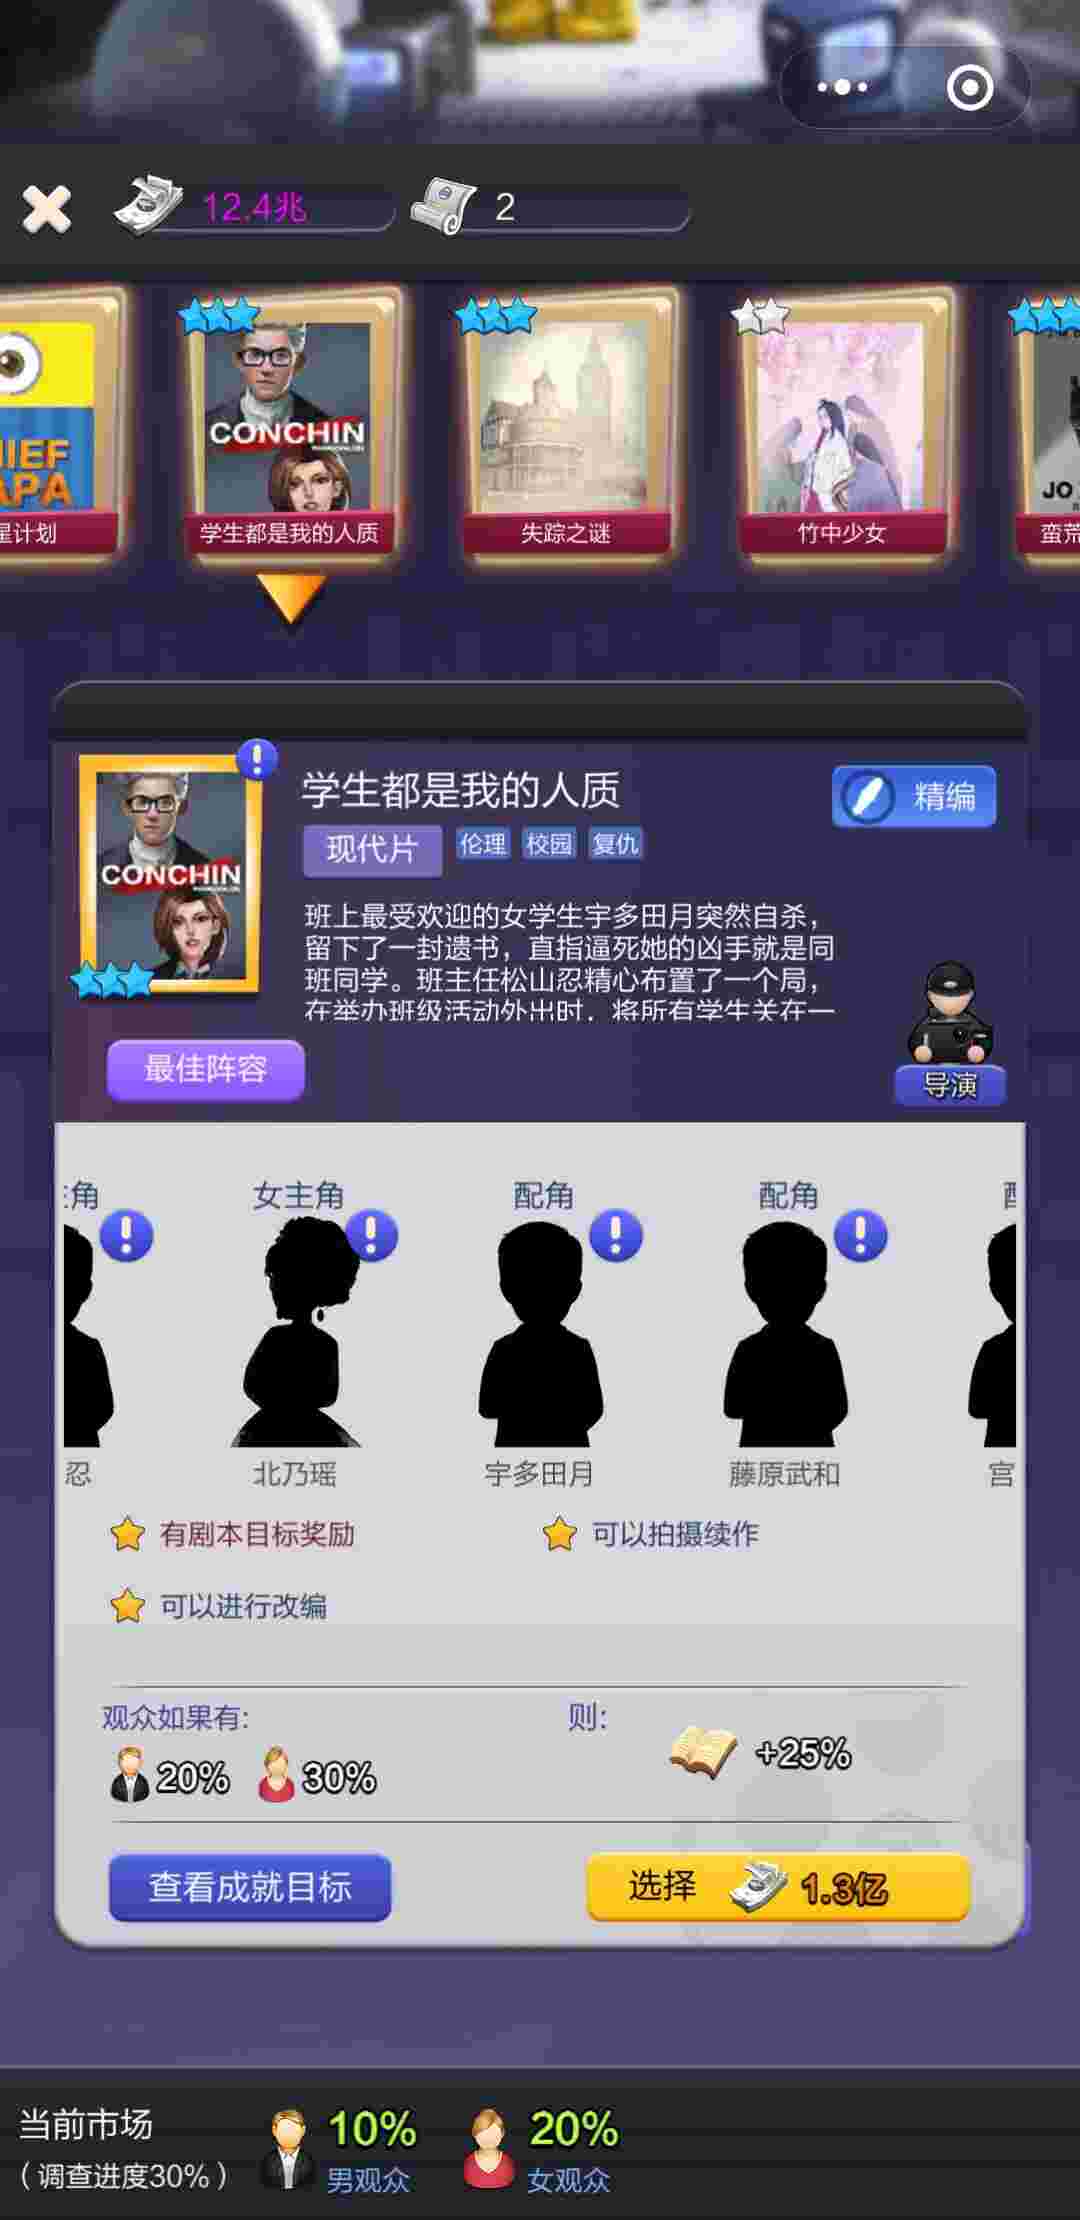 12.4兆
2
IEF
APA
星计划
CONCHIN
学生都是我的人质
失踪之谜
竹中少女
JO
蛮荒
学生都是我的人质
精编
现代片
伦理
校园
复仇
CONCHIN
班上最受欢迎的女学生宇多田月突然自杀，
留下了一封遗书，直指逼死她的凶手就是同
班同学。班主任松山忍精心布置了一个局，
在举办班级活动外出时，将所有学生关在一
最佳阵容
导演
角
女主角
配角
配角
忍
北乃瑶
宇多田月
藤原武和
宫
有剧本目标奖励
可以拍摄续作
可以进行改编
观众如果有:
则:
20%
30%
+25%
查看成就目标
选择
1.3亿
当前市场
10%
20%
（调查进度30%）
男观众
女观众